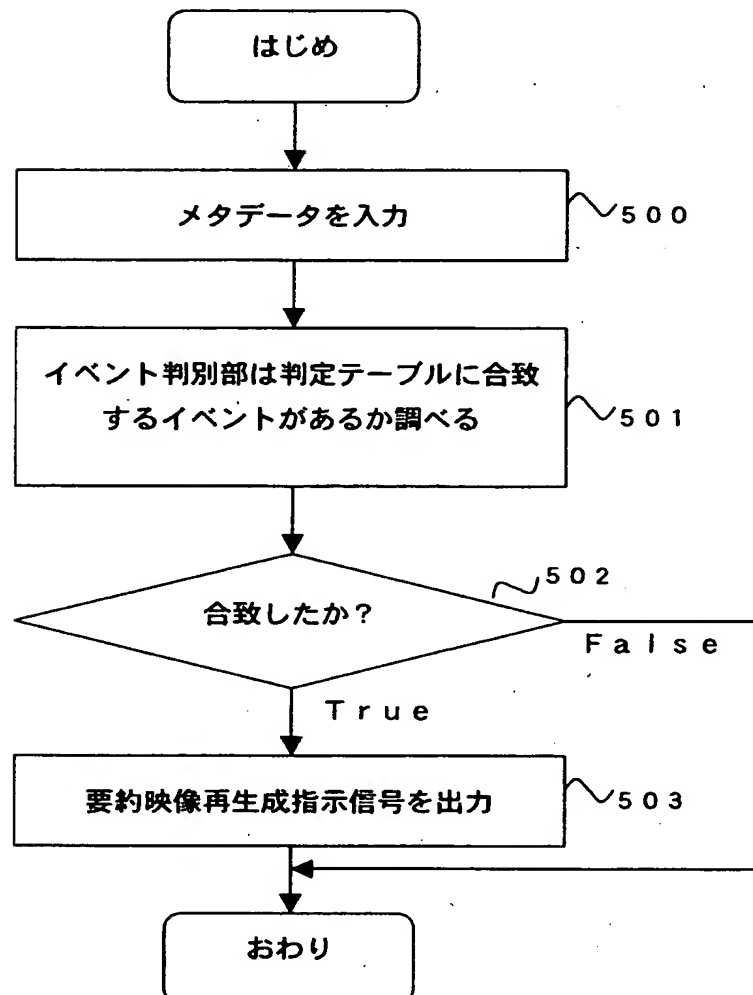 はじめ
メタデータを入力
500
イベント判別部は判定テーブルに合致
するイベントがあるか調べる
501
502
合致したか？
False
True
要約映像再生成指示信号を出力
503
おわり